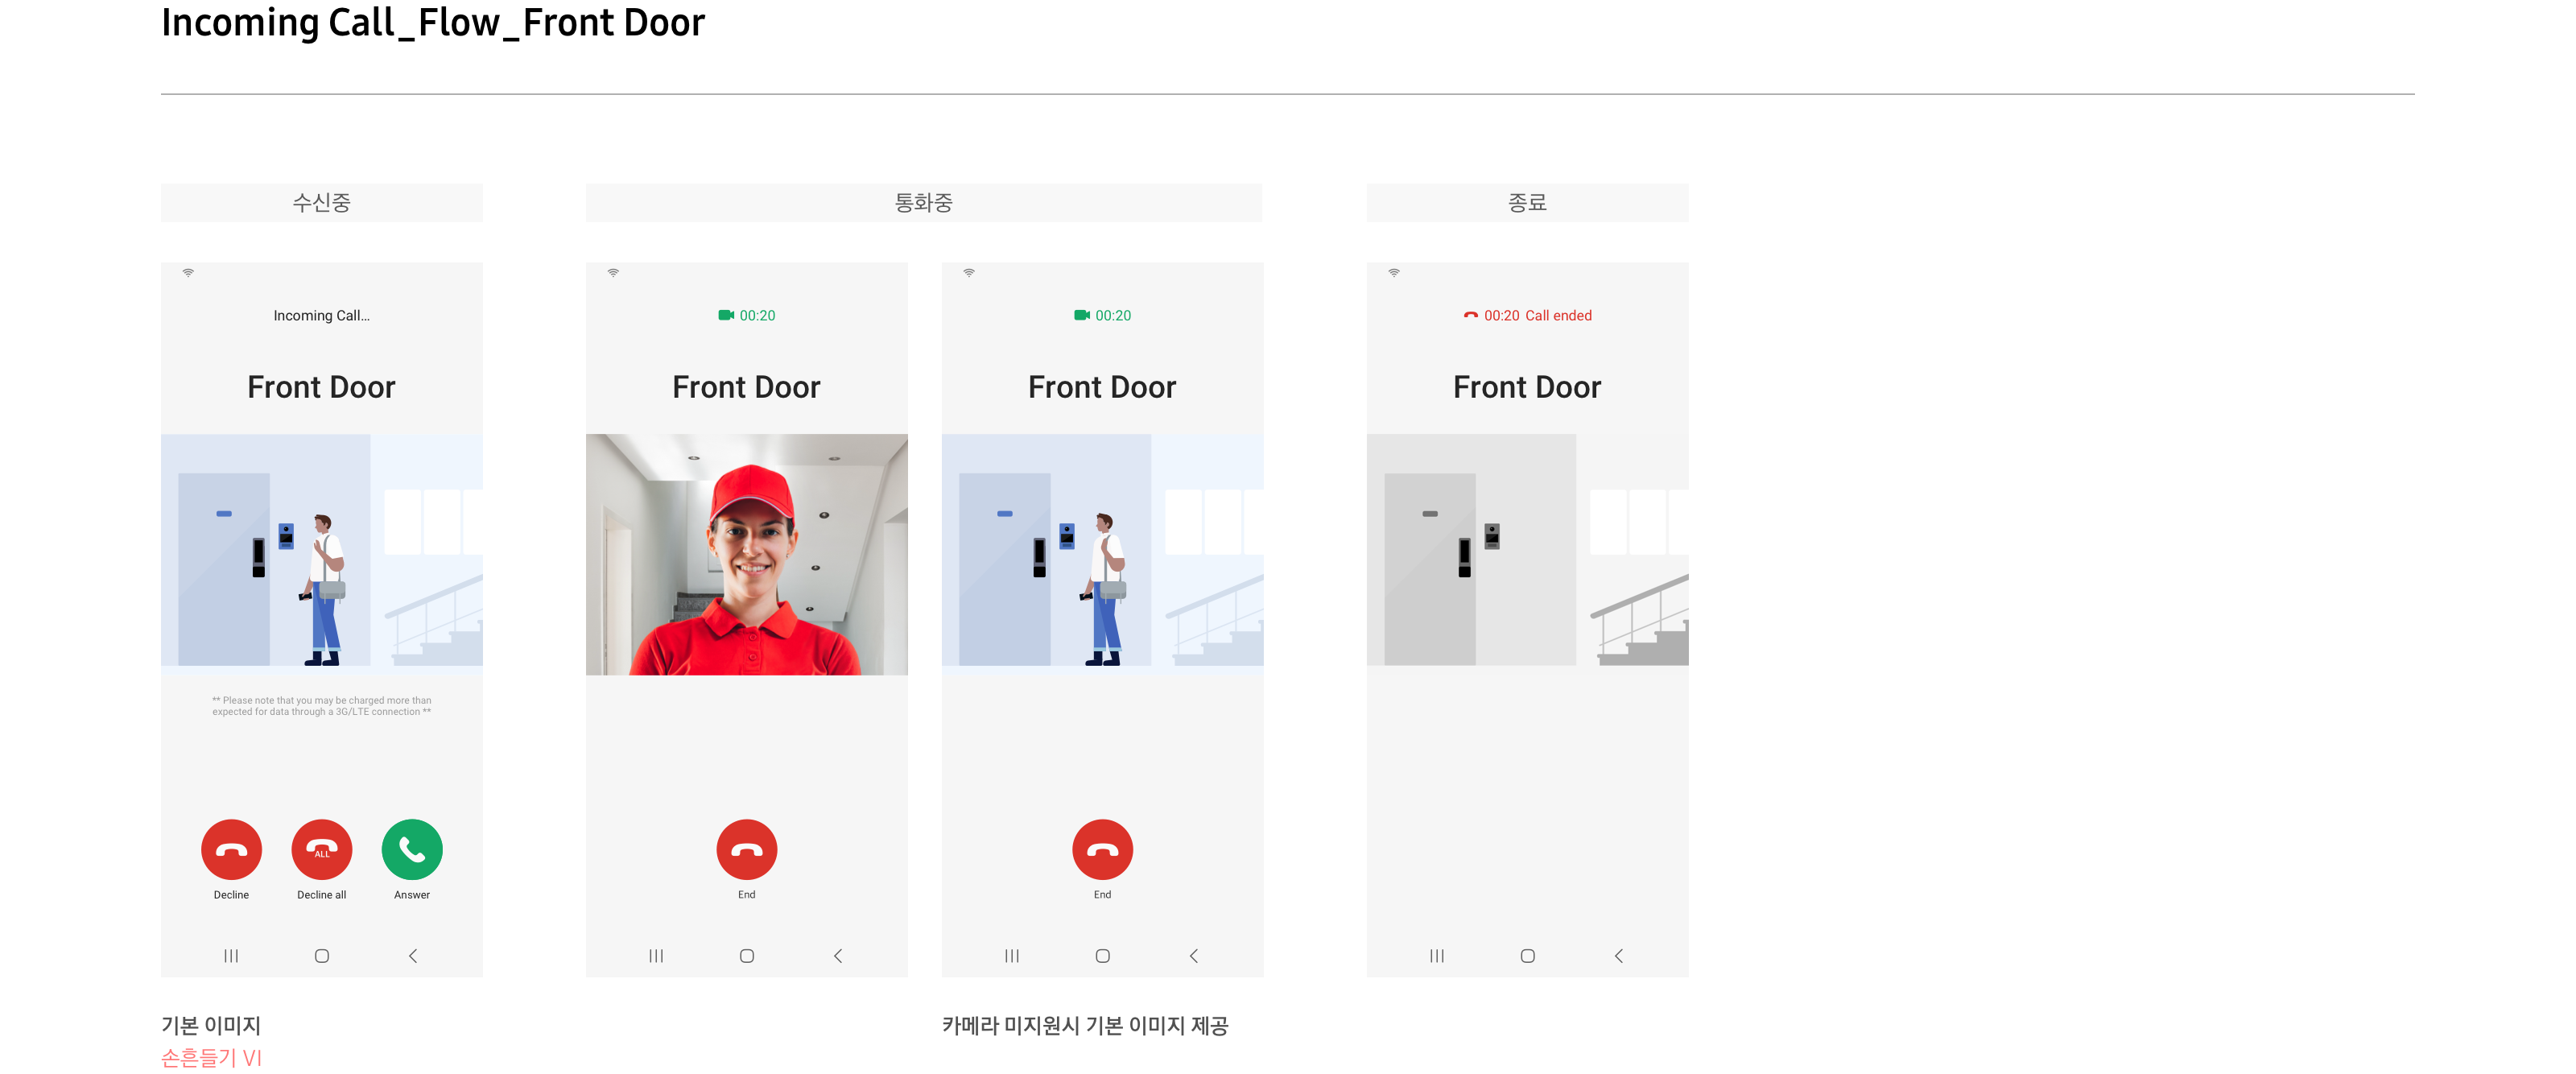 Incoming Call_Flow_Front Door
수신중
통화중
종료
Incoming Call...
Front Door
** Please note that you may be charged more than
expected for data through a 3G/LTE connection **
ALL
Decline
Decline all
Answer
00:20
Front Door
End
00:20
Front Door
End
00:20 Call ended
Front Door
기본 이미지
손흔들기 VI
카메라 미지원시 기본 이미지 제공